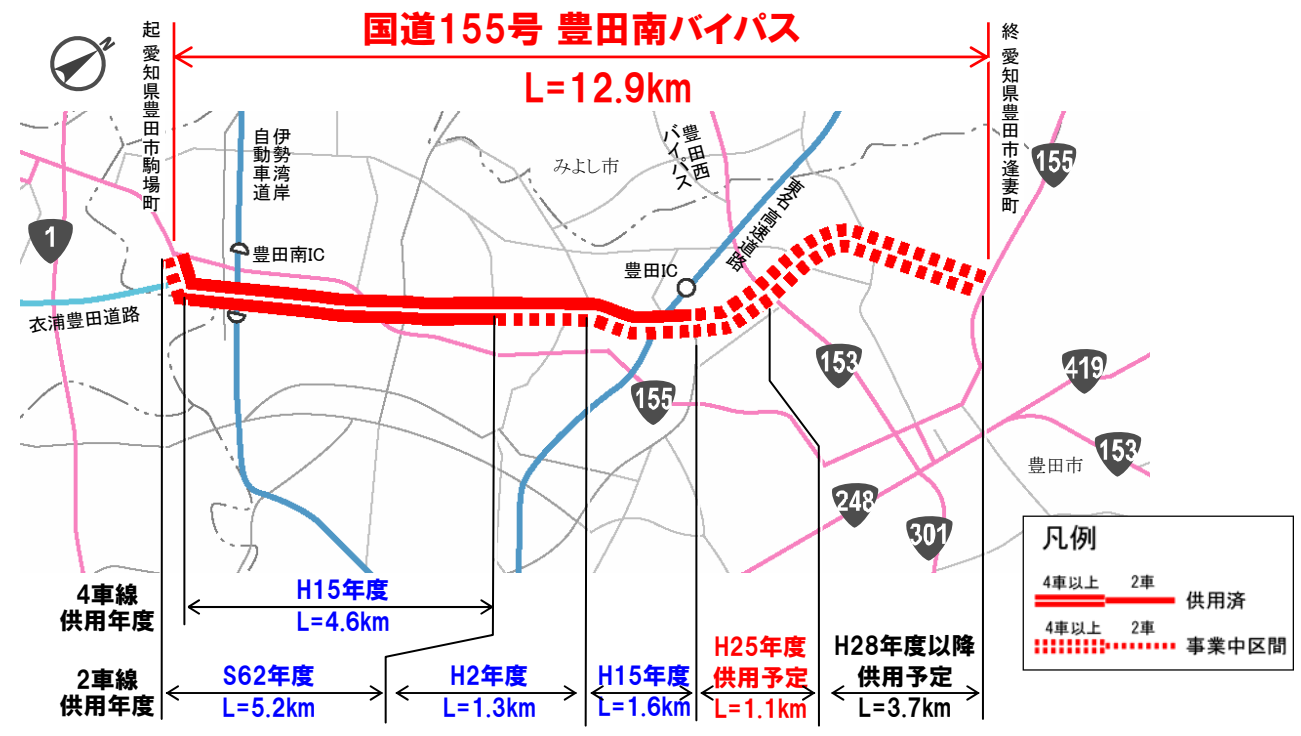 国道155号 豊田南バイパス
L=12.9km
N
起 愛知県豊田市駒場町
終 愛知県豊田市逢妻町
伊勢湾岸
自動車道
豊田西
バイパス
みよし市
155
1
東名高速道路
豊田南IC
豊田IC
衣浦豊田道路
153
419
155
153
豊田市
248
301
凡例
4車以上 2車
供用済
4車以上 2車
事業中区間
4車線
供用年度
H15年度
L=4.6km
2車線
供用年度
S62年度
L=5.2km
H2年度
L=1.3km
H15年度
L=1.6km
H25年度
供用予定
L=1.1km
H28年度以降
供用予定
L=3.7km